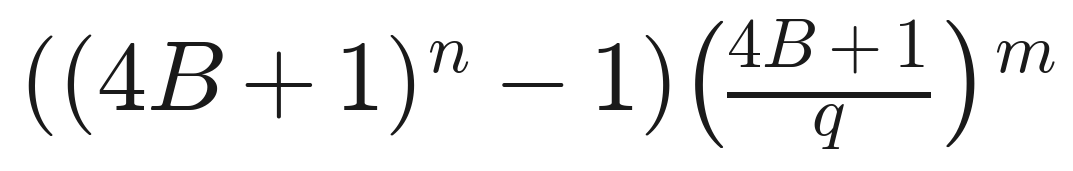 ((4B + 1)^n − 1)(\frac{4B + 1}{q})^m